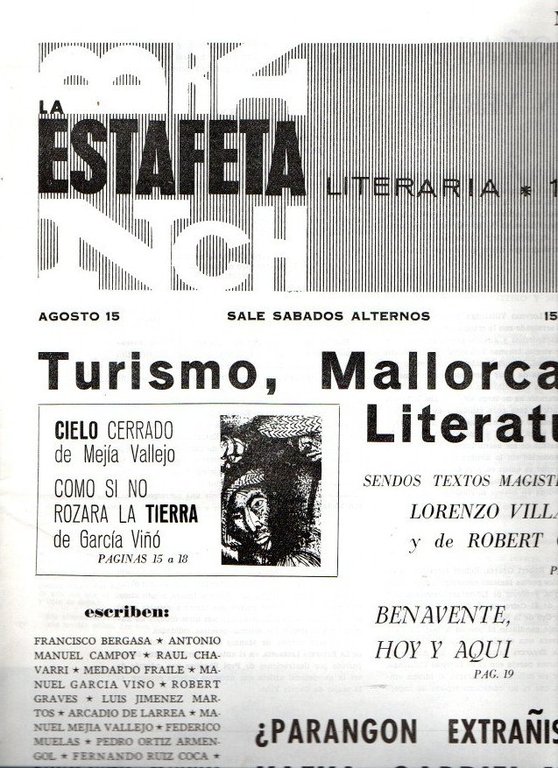 LA
ESTAFETA
LITERARIA * 1
AGOSTO 15
SALE SABADOS ALTERNOS
15
Turismo, Mallorca
Literatu
CIELO CERRADO
de Mejía Vallejo
COMO SI NO
ROZARA LA TIERRA
de García Viñó
PAGINAS 15 a 18
SENDOS TEXTOS MAGIST
LORENZO VILLA
y de ROBERT
P
BENAVENTE,
HOY Y AQUI
PAG. 19
escriben:
FRANCISCO BERGASA ★ ANTONIO
MANUEL CAMPOY ★ RAUL CHA-
VARRI ★ MEDARDO FRAILE ★ MA-
NUEL GARCIA VIÑO ★ ROBERT
GRAVES ★ LUIS JIMENEZ MAR-
TOS ★ ARCADIO DE LARREA ★ MA-
NUEL MEJIA VALLEJO ★ FEDERICO
MUELAS ★ PEDRO ORTIZ ARMEN-
GOL ★ FERNANDO RUIZ COCA ★
¿PARANGON EXTRAÑIS